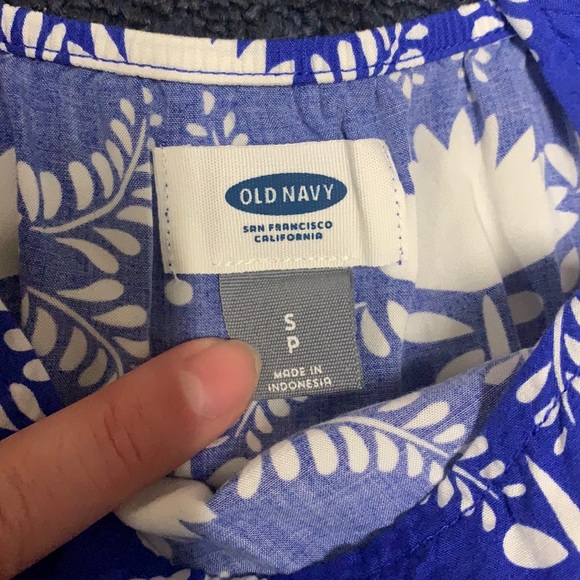 OLD NAVY
SAN FRANCISCO
CALIFORNIA
S
P
MADE IN
INDONESIA